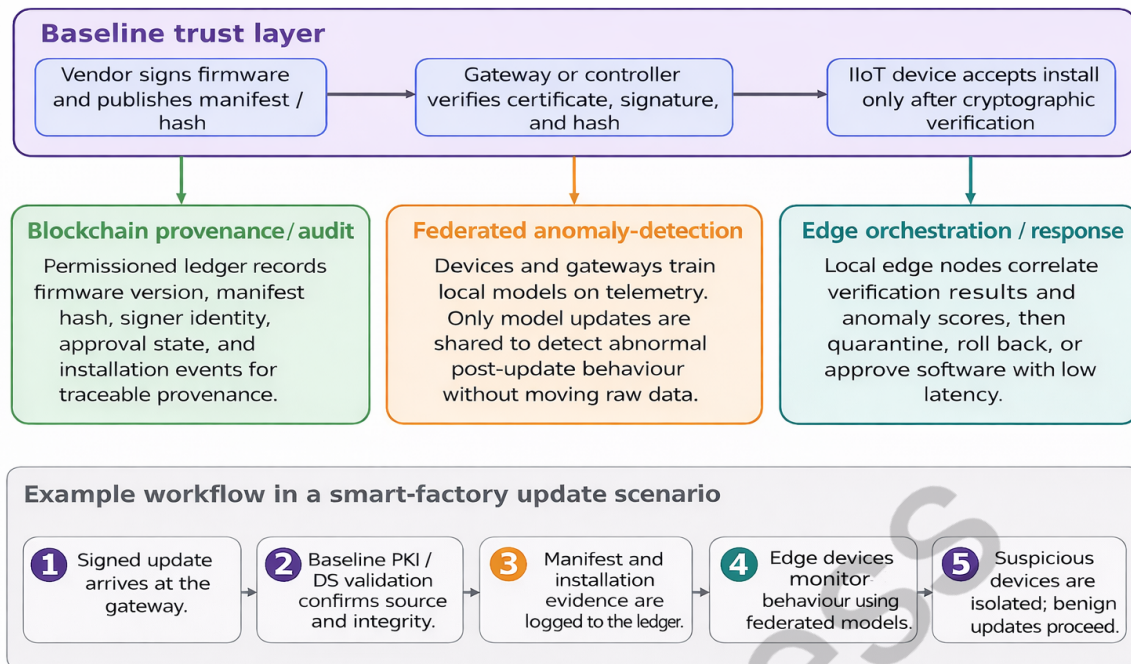 Baseline trust layer
Vendor signs firmware
and publishes manifest /
hash
Gateway or controller
verifies certificate, signature,
and hash
IIoT device accepts install
only after cryptographic
verification
Blockchain provenance/audit
Permissioned ledger records
firmware version, manifest
hash, signer identity,
approval state, and
installation events for
traceable provenance.
Federated anomaly-detection
Devices and gateways train
local models on telemetry.
Only model updates are
shared to detect abnormal
post-update behaviour
without moving raw data.
Edge orchestration / response
Local edge nodes correlate
verification results and
anomaly scores, then
quarantine, roll back, or
approve software with low
latency.
Example workflow in a smart-factory update scenario
1
Signed update
arrives at the
gateway.
2
Baseline PKI /
DS validation
confirms source
and integrity.
3
Manifest and
installation
evidence are
logged to the ledger.
4
Edge devices
monitor
behaviour using
federated models.
5
Suspicious
devices are
isolated; benign
updates proceed.